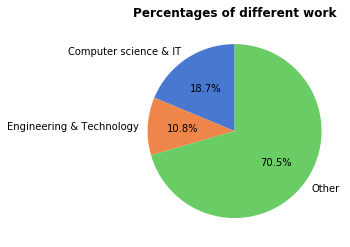 Percentages of different work
Computer science & IT
18.7%
Engineering & Technology
10.8%
70.5%
Other